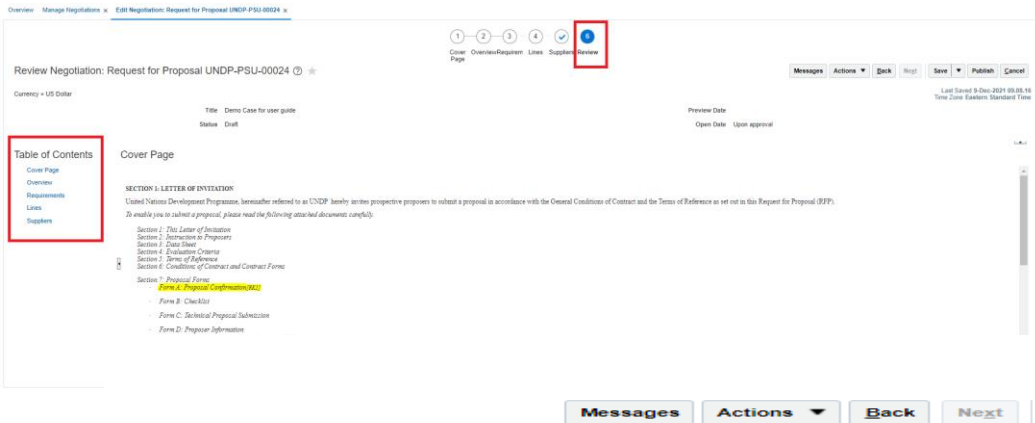 Overview Manage Negotiations x Edit Negotiation: Request for Proposal UNDP-PSU-00024 x
1 2 3 4 6
Cover Page Overview Requirem Lines Suppliers Review
Review Negotiation: Request for Proposal UNDP-PSU-00024
Messages Actions Back Next Save Publish Cancel
Currency = US Dollar
Last Saved 9-Dec-2021 09.08.16
Time Zone Eastern Standard Time
Title Demo Case for user guide
Preview Date
Status Draft
Open Date Upon approval
Table of Contents
Cover Page
Overview
Requirements
Lines
Suppliers
Cover Page
SECTION 1: LETTER OF INVITATION
United Nations Development Programme, hereinafter referred to as UNDP hereby invites prospective proposers to submit a proposal in accordance with the General Conditions of Contract and the Terms of Reference as set out in this Request for Proposal (RFP).
To enable you to submit a proposal, please read the following attached documents carefully.
Section 1: This Letter of Invitation
Section 2: Instruction to Proposers
Section 3: Data Sheet
Section 4: Evaluation Criteria
Section 5: Terms of Reference
Section 6: Conditions of Contract and Contract Forms
Section 7: Proposal Forms
· Form A: Proposal Confirmation
· Form B: Checklist
· Form C: Technical Proposal Submission
· Form D: Proposer Information
Messages Actions Back Next